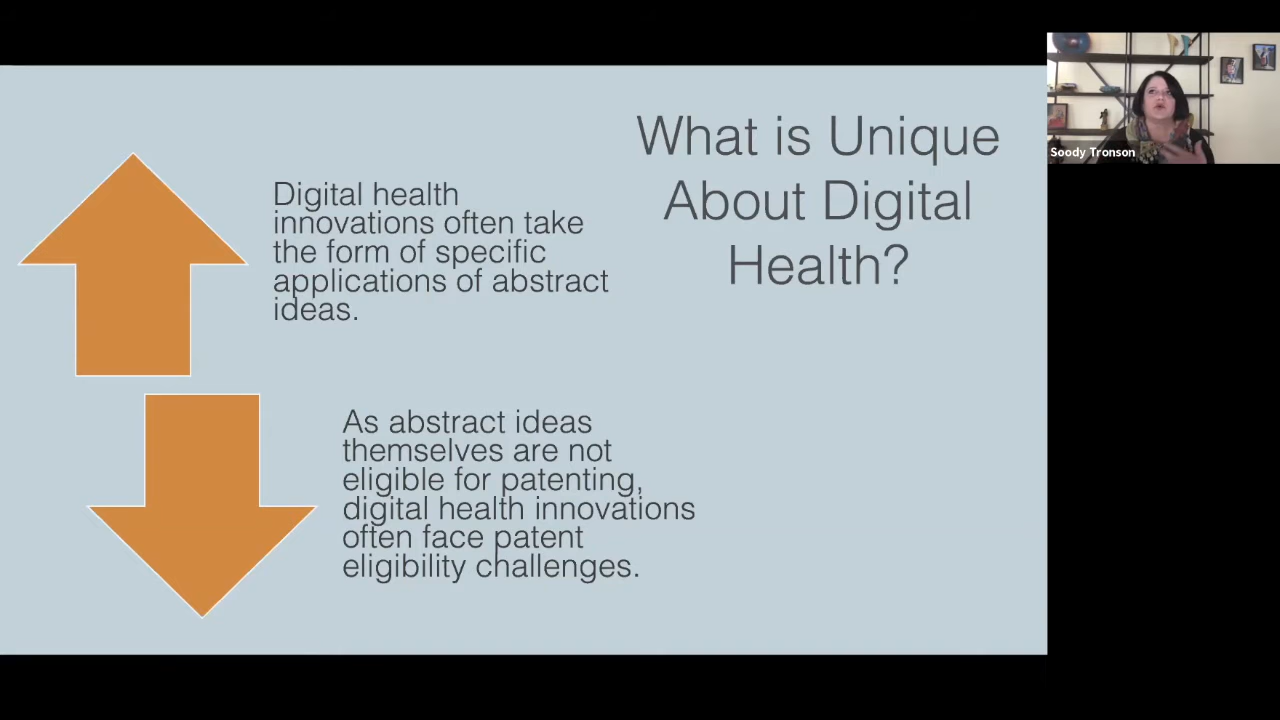 What is Unique
About Digital
Health?
Digital health
innovations often take
the form of specific
applications of abstract
ideas.
As abstract ideas
themselves are not
eligible for patenting,
digital health innovations
often face patent
eligibility challenges.
Soody Tronson